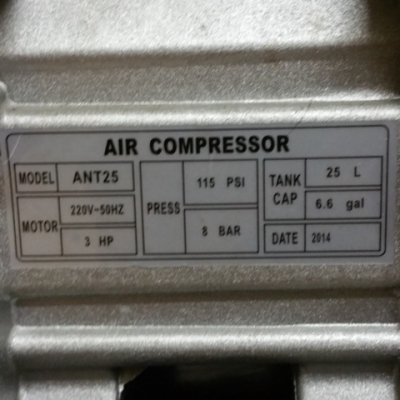 AIR COMPRESSOR
MODEL ANT25
MOTOR 220V-50HZ
3 HP
PRESS 115 PSI
8 BAR
TANK CAP 25 L
6.6 gal
DATE 2014